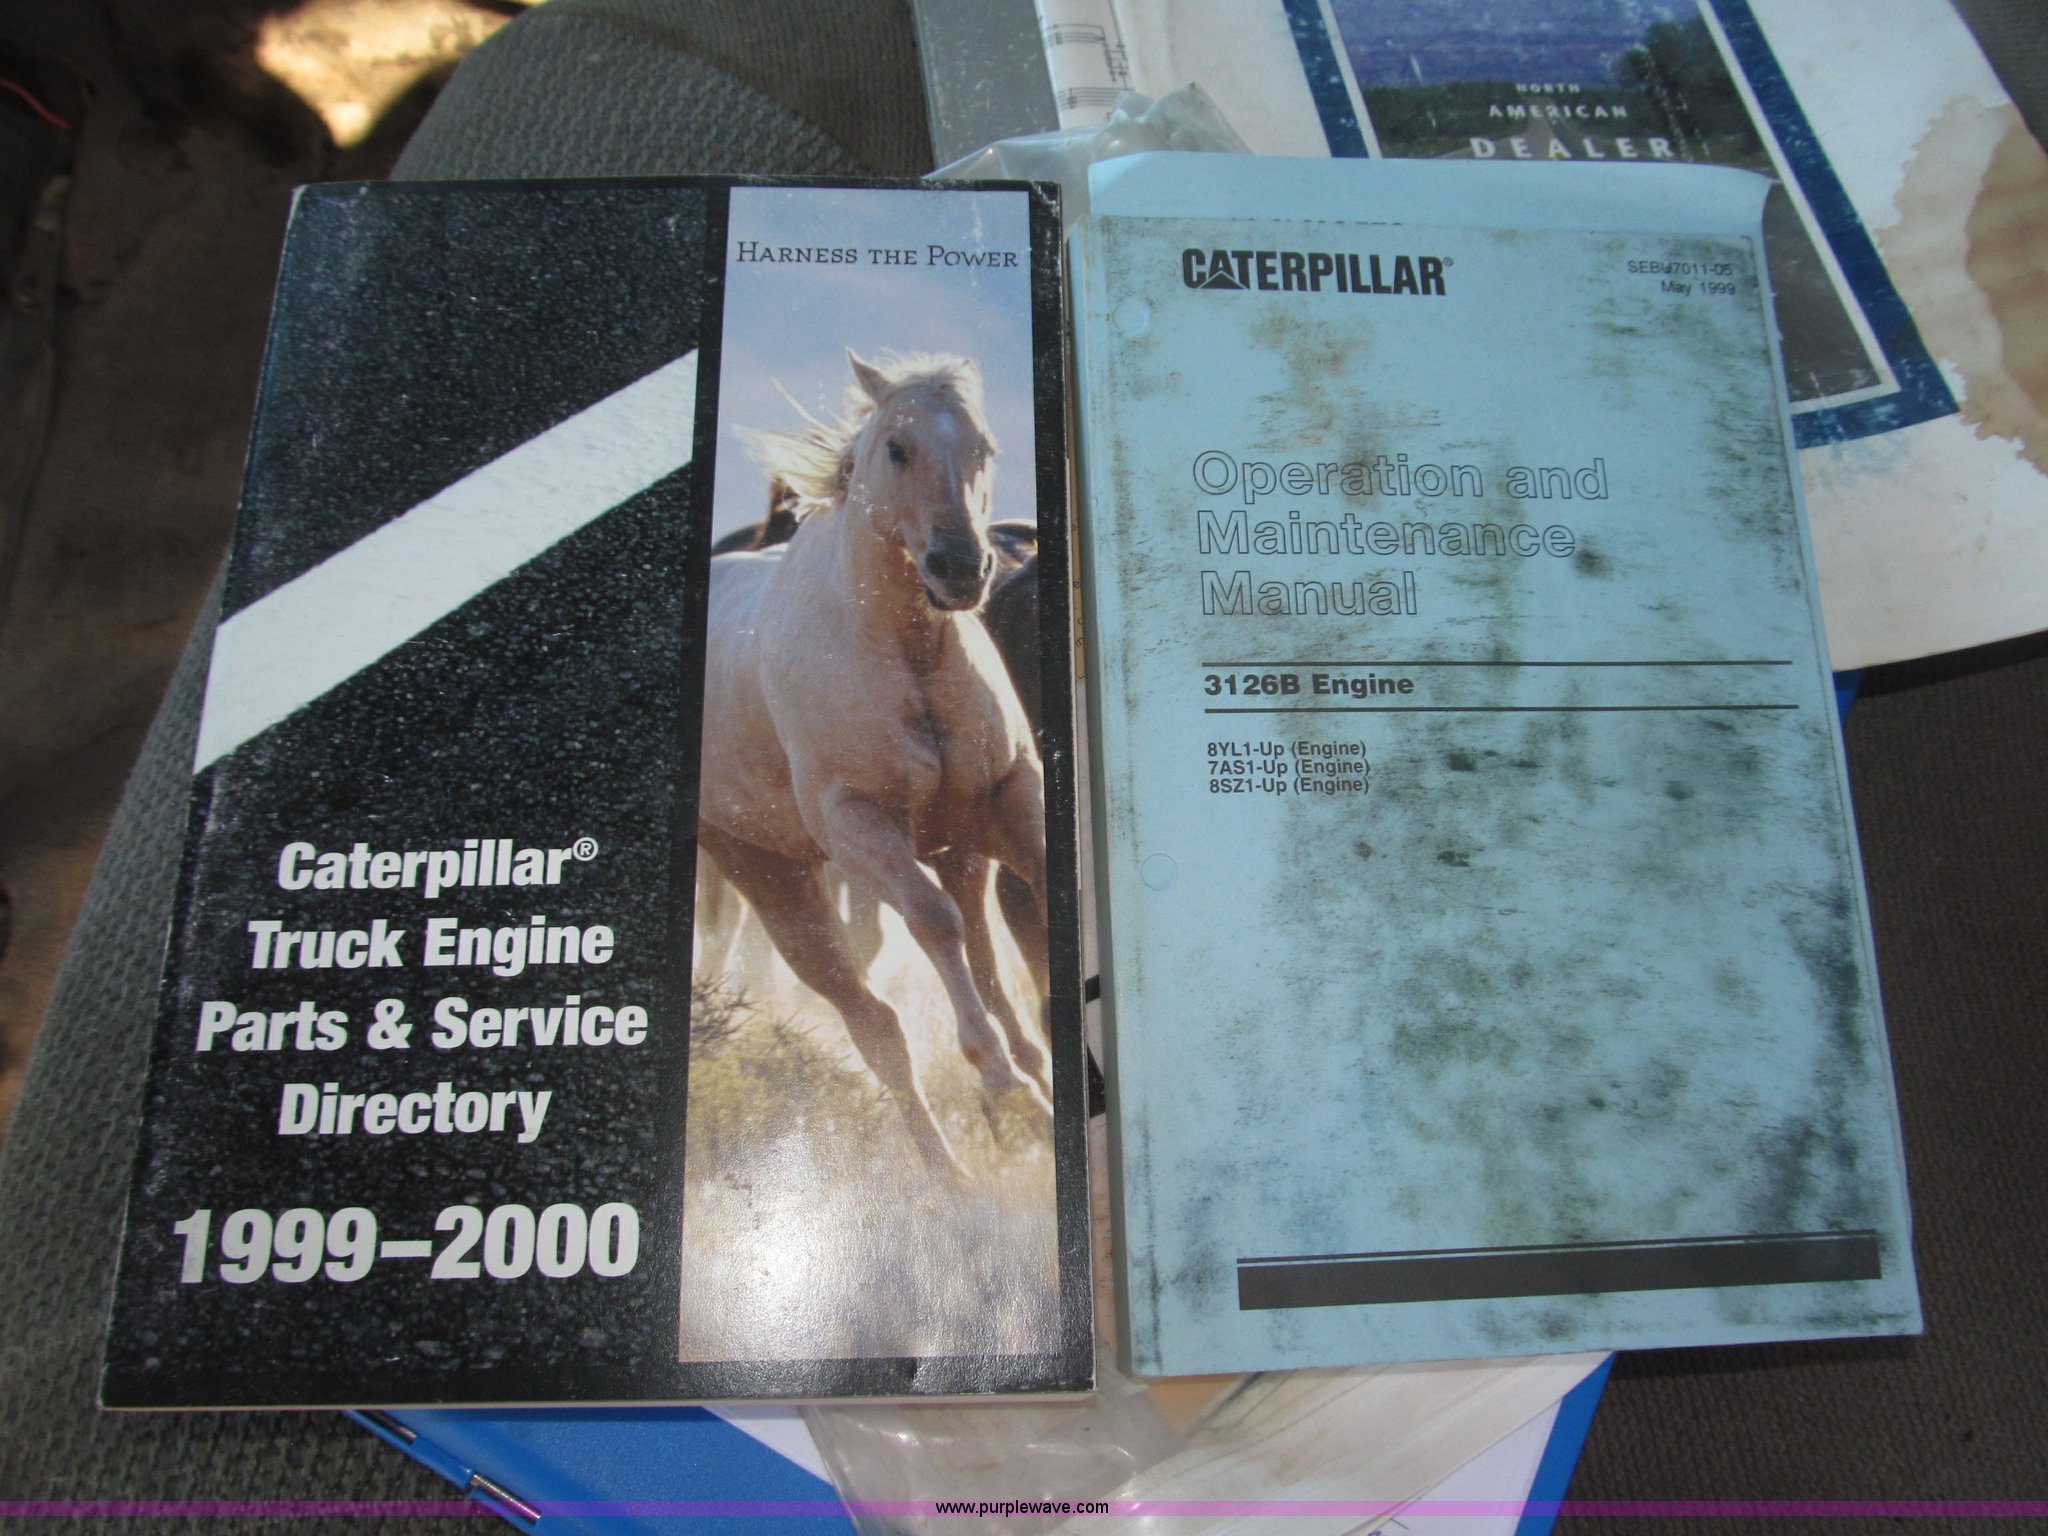 NORTH
AMERICAN
DEALER
HARNESS THE POWER
Caterpillar®
Truck Engine
Parts & Service
Directory
1999–2000
CATERPILLAR®
SEBU7011-05
May 1999
Operation and
Maintenance
Manual
3126B Engine
8YL1-Up (Engine)
7AS1-Up (Engine)
8SZ1-Up (Engine)
www.purplewave.com